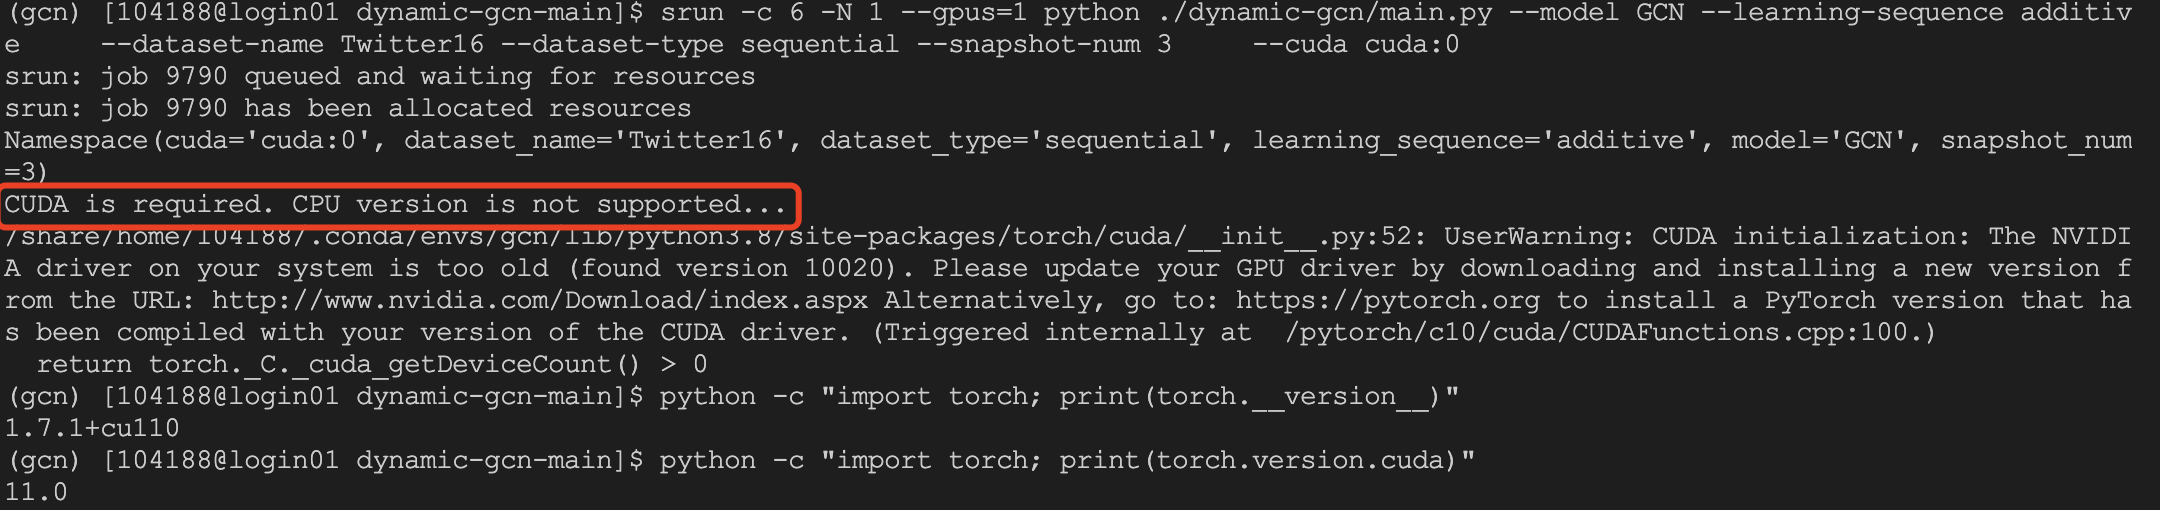 (gcn) [104188@login01 dynamic-gcn-main]$ srun -c 6 -N 1 --gpus=1 python ./dynamic-gcn/main.py --model GCN --learning-sequence additiv
e      --dataset-name Twitter16 --dataset-type sequential --snapshot-num 3     --cuda cuda:0
srun: job 9790 queued and waiting for resources
srun: job 9790 has been allocated resources
Namespace(cuda='cuda:0', dataset_name='Twitter16', dataset_type='sequential', learning_sequence='additive', model='GCN', snapshot_num
=3)
CUDA is required. CPU version is not supported...
/share/home/104188/.conda/envs/gcn/lib/python3.8/site-packages/torch/cuda/__init__.py:52: UserWarning: CUDA initialization: The NVIDI
A driver on your system is too old (found version 10020). Please update your GPU driver by downloading and installing a new version f
rom the URL: http://www.nvidia.com/Download/index.aspx Alternatively, go to: https://pytorch.org to install a PyTorch version that ha
s been compiled with your version of the CUDA driver. (Triggered internally at  /pytorch/c10/cuda/CUDAFunctions.cpp:100.)
  return torch._C._cuda_getDeviceCount() > 0
(gcn) [104188@login01 dynamic-gcn-main]$ python -c "import torch; print(torch.__version__)"
1.7.1+cu110
(gcn) [104188@login01 dynamic-gcn-main]$ python -c "import torch; print(torch.version.cuda)"
11.0